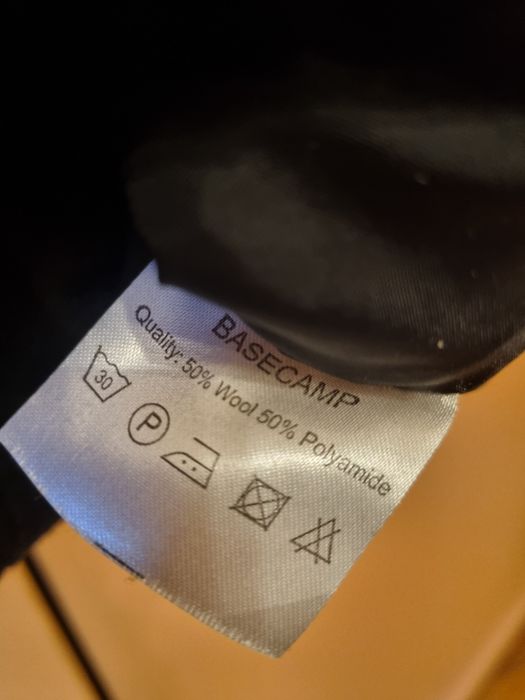 BASECAMP
Quality: 50% Wool 50% Polyamide
30
P